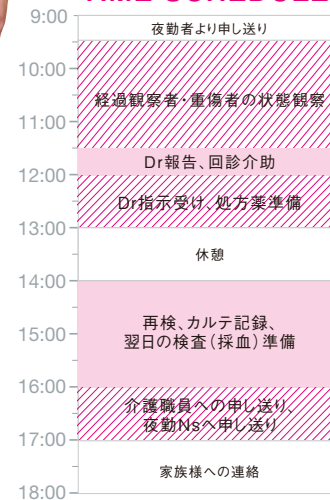 TIME SCHEDULE
9:00
夜勤者より申し送り
10:00
経過観察者・重傷者の状態観察
11:00
Dr報告、回診介助
12:00
Dr指示受け、処方薬準備
13:00
休憩
14:00
再検、カルテ記録、
翌日の検査(採血)準備
15:00
16:00
介護職員への申し送り、
夜勤Nsへ申し送り
17:00
家族様への連絡
18:00